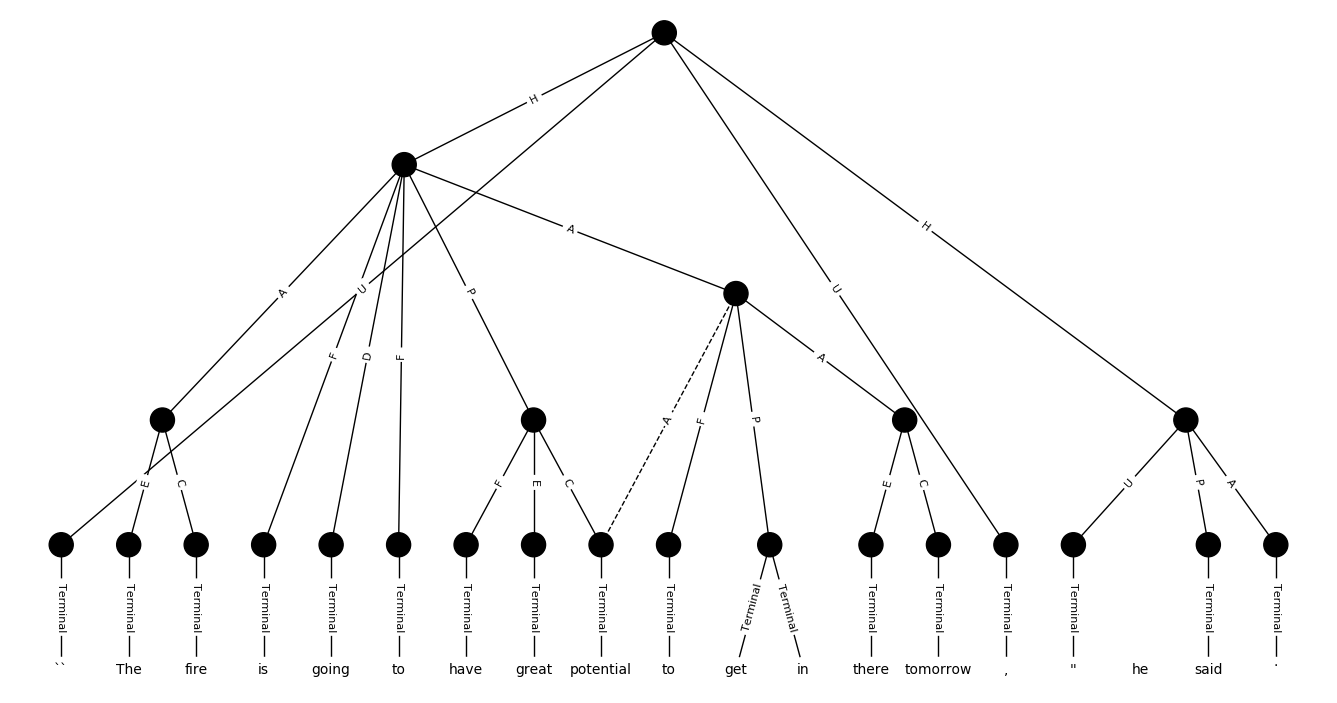 H
A
U
A
U
H
F
D
F
P
A
A
F
P
E
C
F
E
C
E
C
U
P
A
Terminal Terminal Terminal Terminal Terminal Terminal Terminal Terminal Terminal Terminal Terminal Terminal Terminal Terminal Terminal Terminal Terminal Terminal
`` The fire is going to have great potential to get in there tomorrow , " he said .